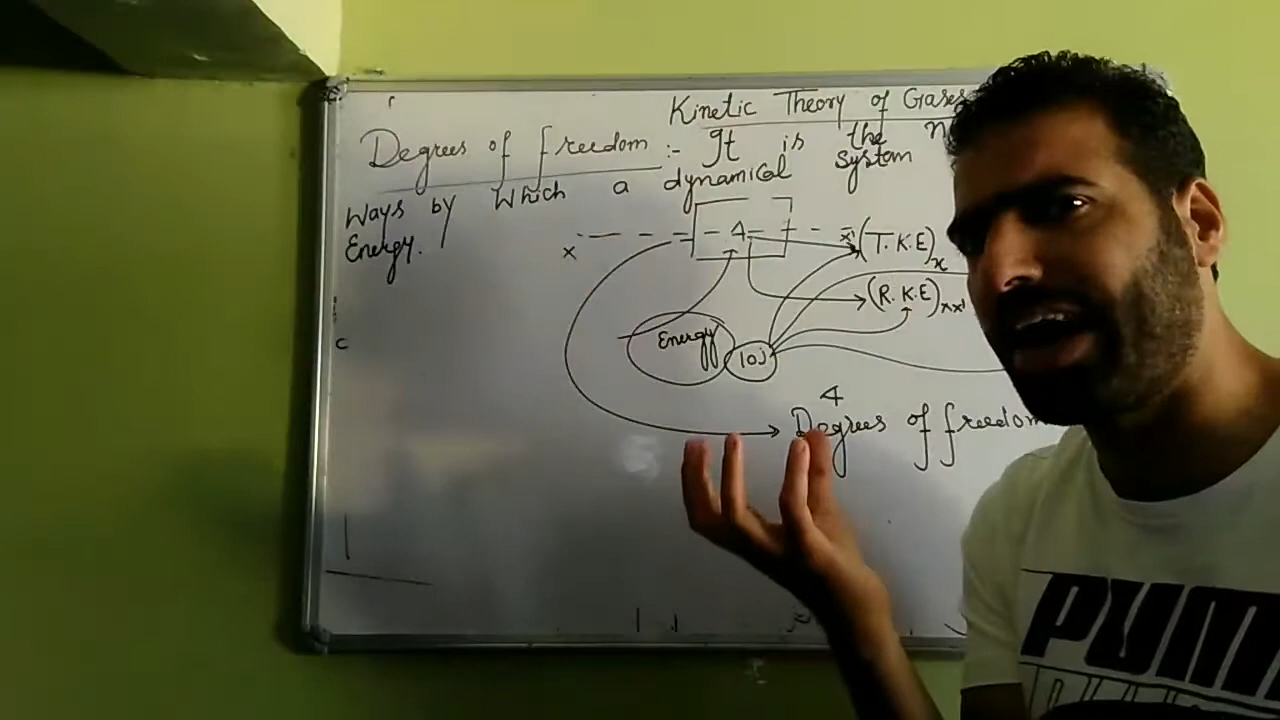 Kinetic Theory of Gases
Degrees of freedom :- It is the
Ways by Which a dynamical System
Energy.
x - - - - 4 - - - x' (T.K.E)x
(R.K.E)xx'
Energy 10J
4
Degrees of freedom
c
PUMA